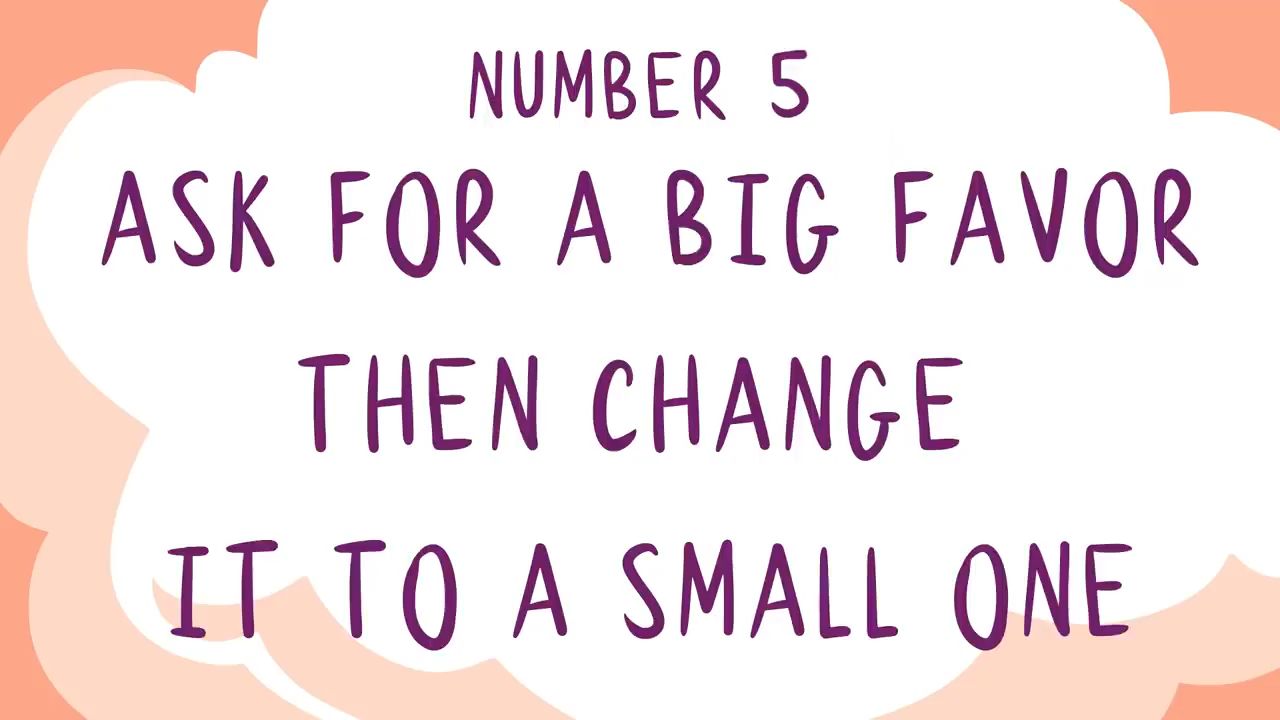 NUMBER 5
ASK FOR A BIG FAVOR
THEN CHANGE
IT TO A SMALL ONE